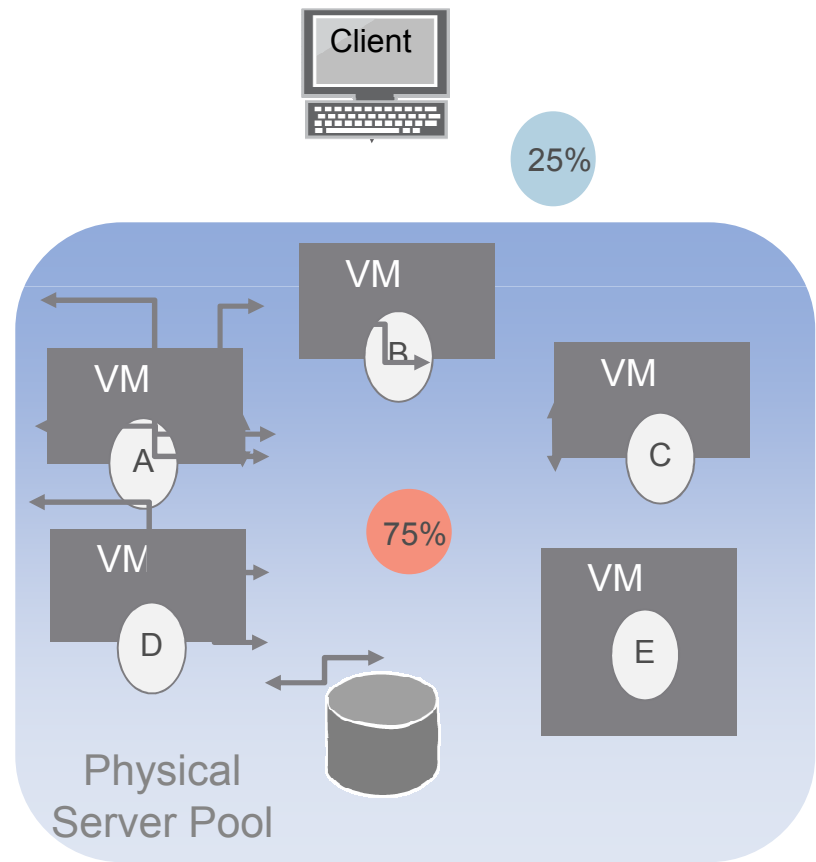 Client
25%
VM
B
VM
A
VM
C
75%
VM
D
VM
E
Physical
Server Pool